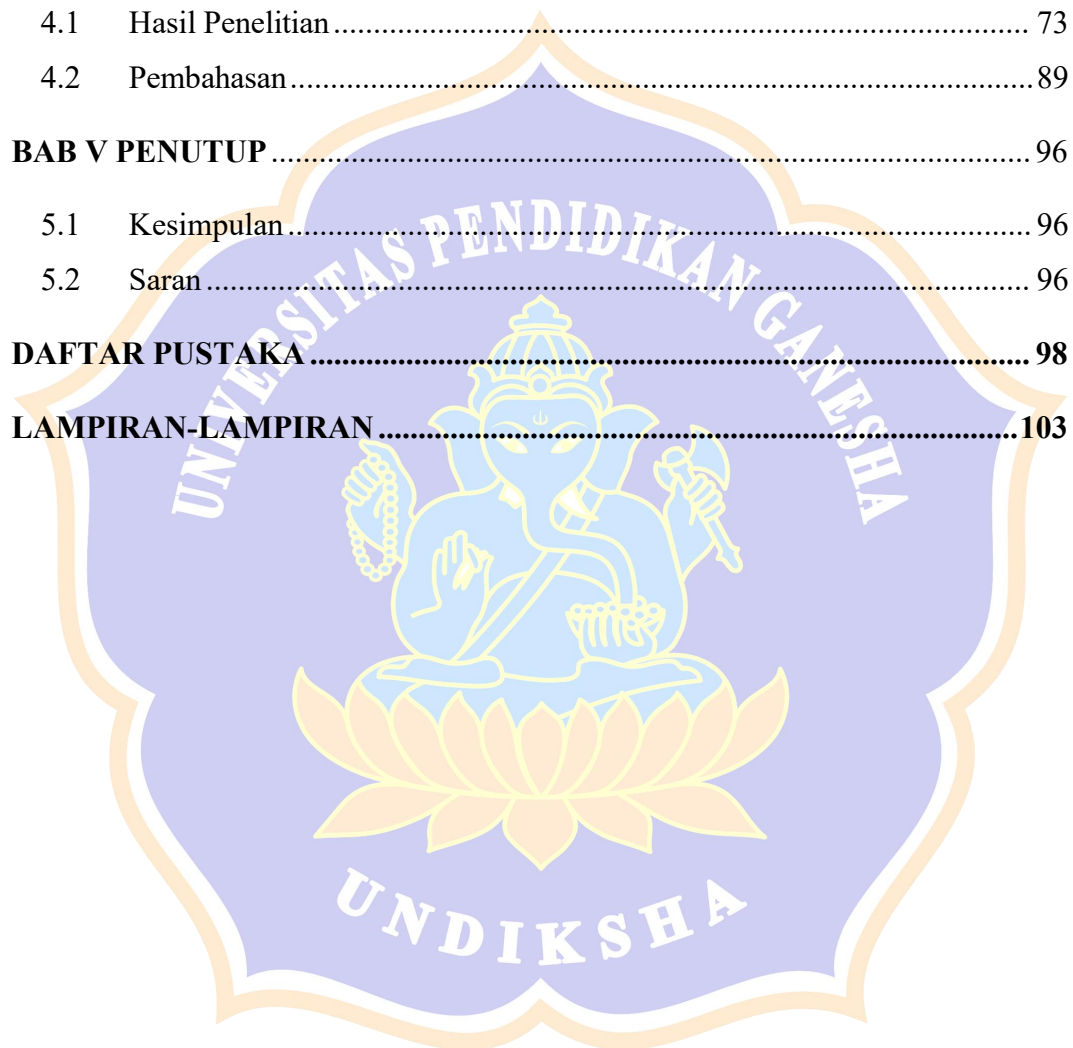 4.1 Hasil Penelitian........................................................................................... 73
4.2 Pembahasan................................................................................................. 89
BAB V PENUTUP................................................................................................... 96
5.1 Kesimpulan................................................................................................. 96
5.2 Saran........................................................................................................... 96
DAFTAR PUSTAKA............................................................................................. 98
LAMPIRAN-LAMPIRAN...................................................................................103
UNIVERSITAS PENDIDIKAN GANESHA
UNDIKSHA